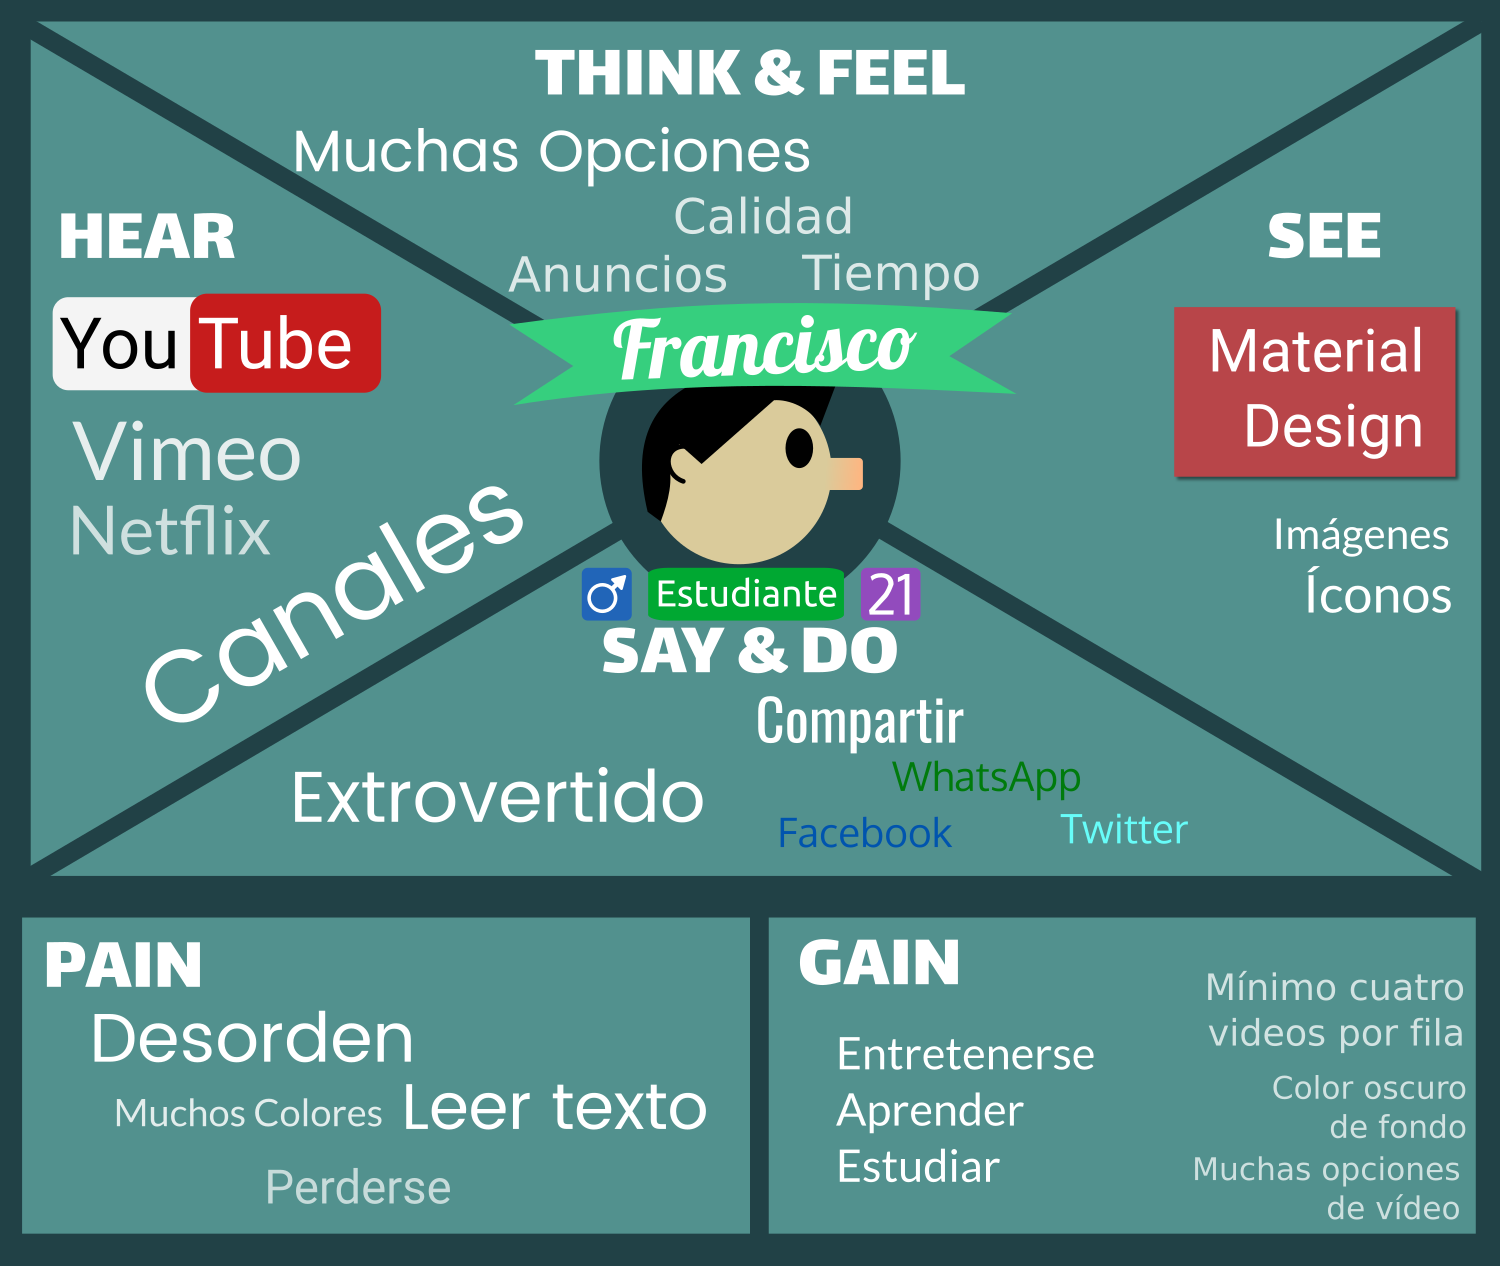 THINK & FEEL
Muchas Opciones
Calidad
Anuncios
Tiempo
HEAR
YouTube
Vimeo
Netflix
Canales
SEE
Material
Design
Imágenes
Íconos
Francisco
♂ Estudiante 21
SAY & DO
Compartir
WhatsApp
Facebook
Twitter
Extrovertido
PAIN
Desorden
Muchos Colores
Leer texto
Perderse
GAIN
Entretenerse
Aprender
Estudiar
Mínimo cuatro
videos por fila
Color oscuro
de fondo
Muchas opciones
de vídeo